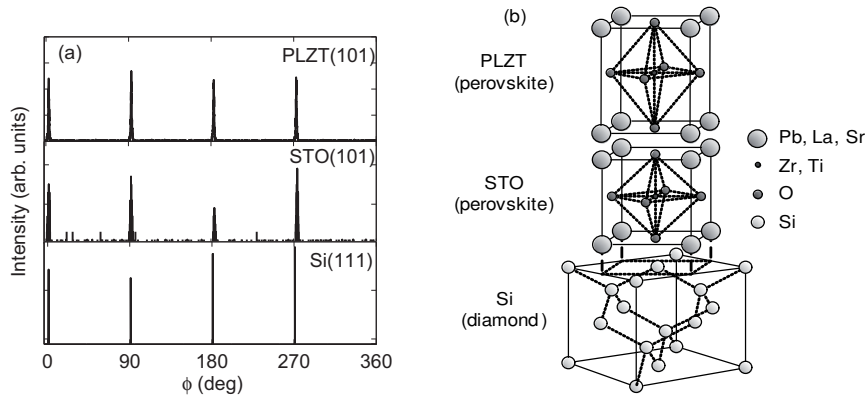 (a)
PLZT(101)
STO(101)
Si(111)
Intensity (arb. units)
0 90 180 270 360
ϕ (deg)
(b)
PLZT
(perovskite)
STO
(perovskite)
Si
(diamond)
Pb, La, Sr
Zr, Ti
O
Si